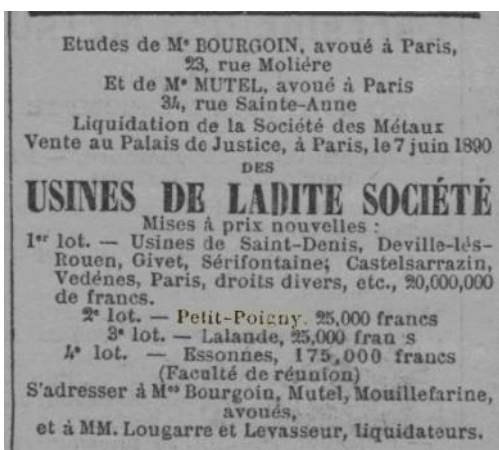 Etudes de Mᵉ BOURGOIN, avoué à Paris,
23, rue Moliére
Et de Mᵉ MUTEL, avoué à Paris
34, rue Sainte-Anne
Liquidation de la Société des Métaux
Vente au Palais de Justice, à Paris, le 7 juin 1890
DES
USINES DE LADITE SOCIÉTÉ
Mises à prix nouvelles :
1ᵉʳ lot. — Usines de Saint-Denis, Deville-lès-
Rouen, Givet, Sérifontaine; Castelsarrazin,
Vedénes, Paris, droits divers, etc., 20,000,000
de francs.
2ᵉ lot. — Petit-Poigny. 25,000 francs
3ᵉ lot. — Lalande, 25,000 fran s
4ᵉ lot. — Essonnes, 175,000 francs
(Faculté de réunion)
S'adresser à Mᵉˢ Bourgoin, Mutel, Mouillefarine,
avoués,
et à MM. Lougarre et Levasseur, liquidateurs.